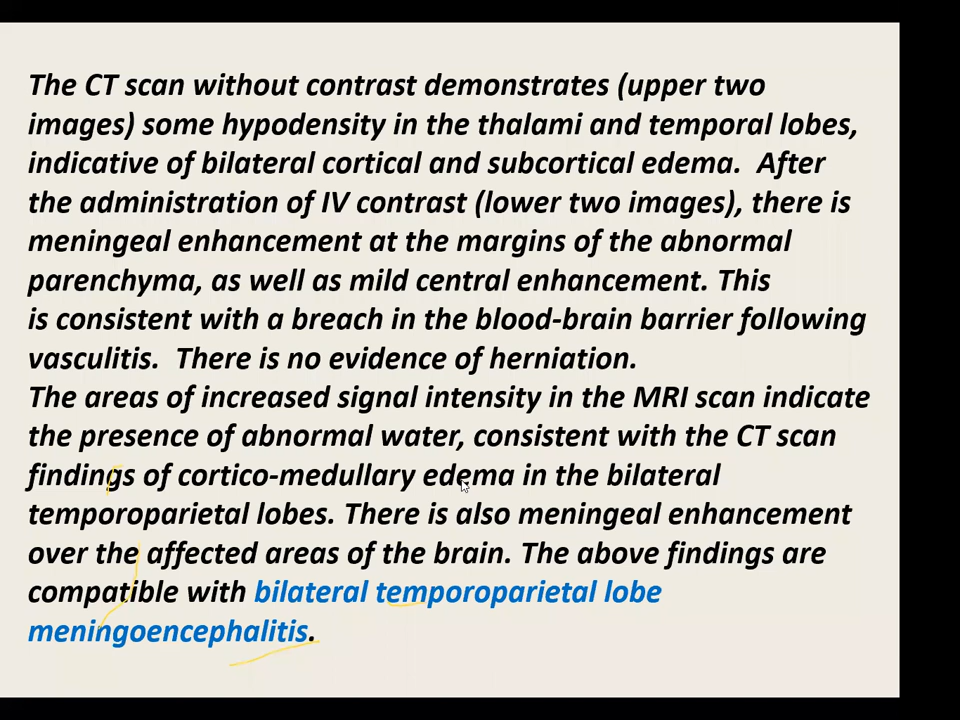 The CT scan without contrast demonstrates (upper two
images) some hypodensity in the thalami and temporal lobes,
indicative of bilateral cortical and subcortical edema.  After
the administration of IV contrast (lower two images), there is
meningeal enhancement at the margins of the abnormal
parenchyma, as well as mild central enhancement. This
is consistent with a breach in the blood-brain barrier following
vasculitis.  There is no evidence of herniation.
The areas of increased signal intensity in the MRI scan indicate
the presence of abnormal water, consistent with the CT scan
findings of cortico-medullary edema in the bilateral
temporoparietal lobes. There is also meningeal enhancement
over the affected areas of the brain. The above findings are
compatible with bilateral temporoparietal lobe
meningoencephalitis.